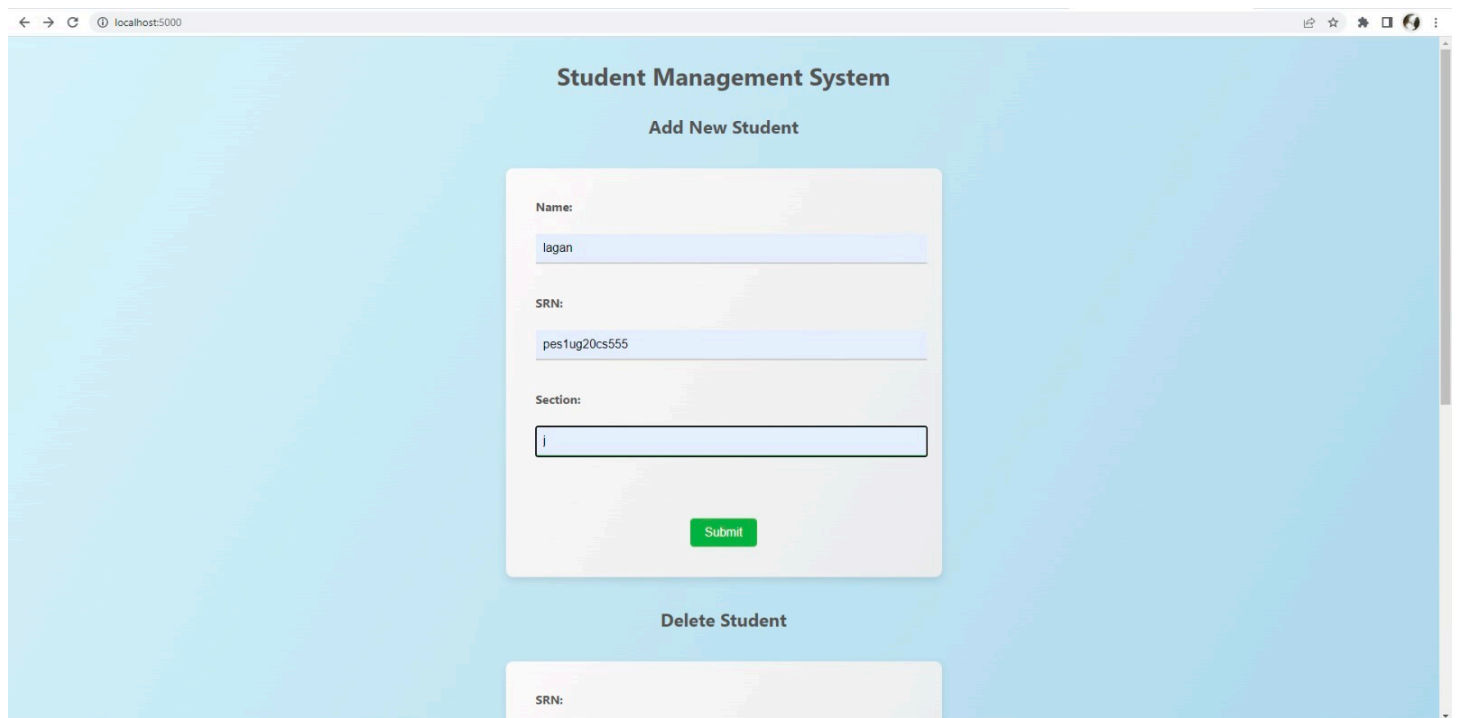 localhost:5000
Student Management System
Add New Student
Name:
lagan
SRN:
pes1ug20cs555
Section:
j
Submit
Delete Student
SRN: